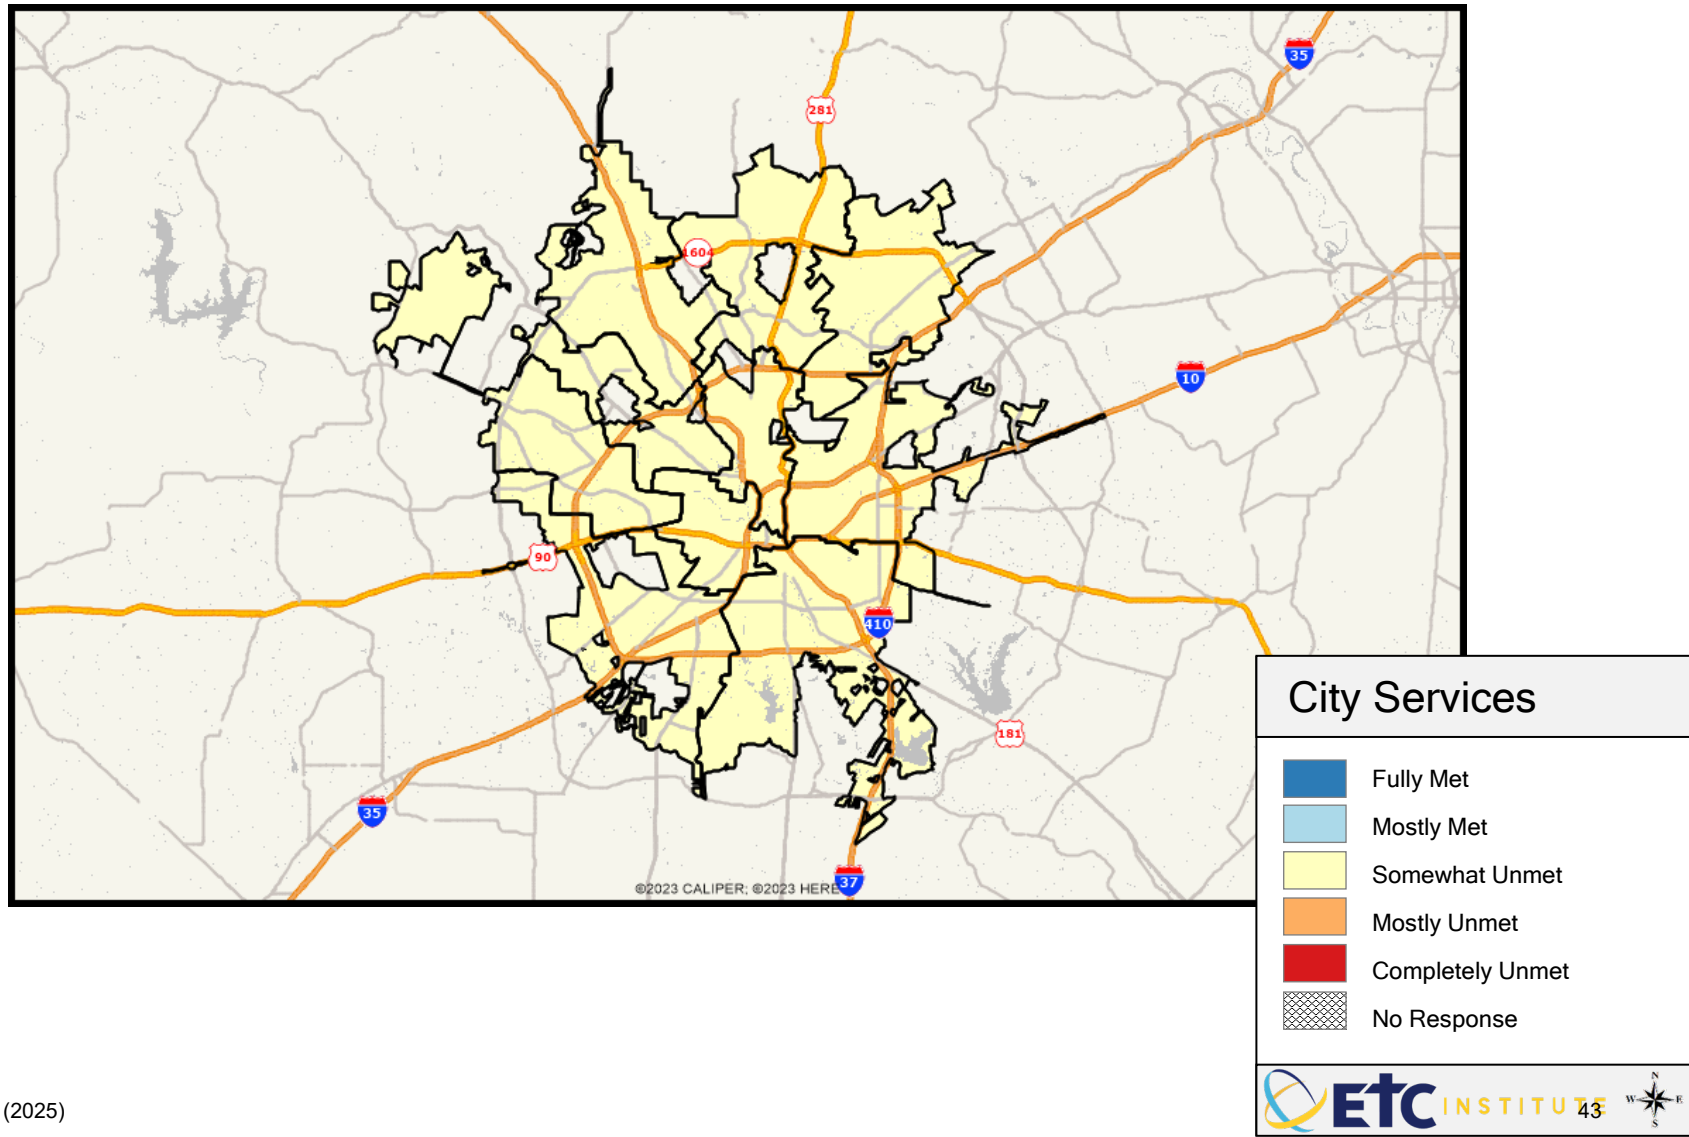 35
281
1604
10
90
410
181
35
37
©2023 CALIPER; ©2023 HERE
City Services
Fully Met
Mostly Met
Somewhat Unmet
Mostly Unmet
Completely Unmet
No Response
N
W E
S
ETC INSTITUTE
43
(2025)